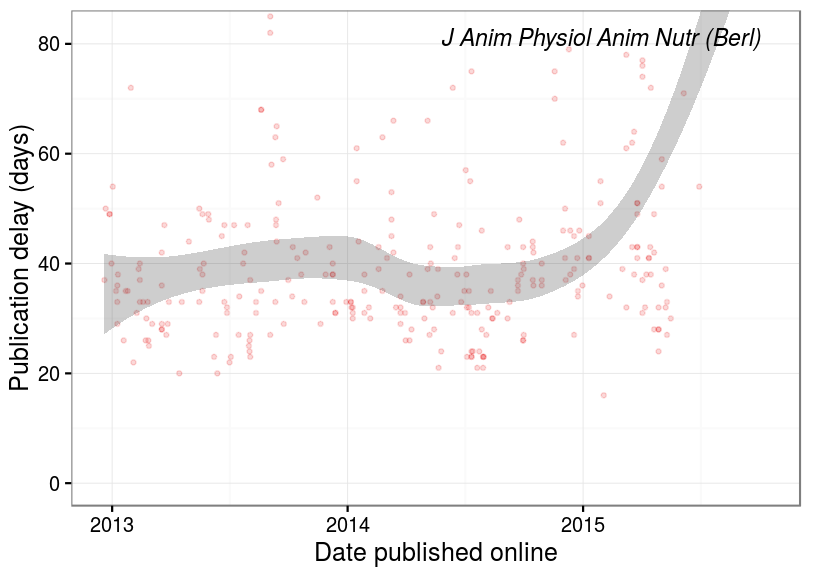 J Anim Physiol Anim Nutr (Berl)
Publication delay (days)
80
60
40
20
0
2013 2014 2015
Date published online